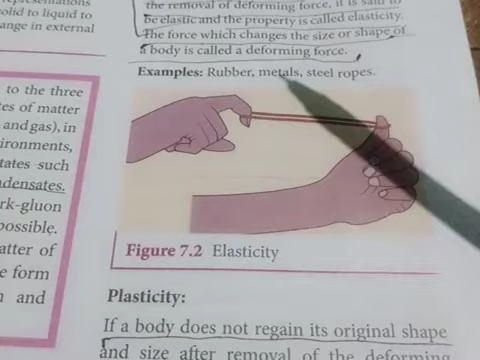 representations
solid to liquid to
ange in external
to the three
tes of matter
and gas), in
ironments,
tates such
ndensates.
rk-gluon
possible.
atter of
e form
n and
the removal of deforming force, it is said to
be elastic and the property is called elasticity.
The force which changes the size or shape of
a body is called a deforming force.
Examples: Rubber, metals, steel ropes.
Figure 7.2 Elasticity
Plasticity:
If a body does not regain its original shape
and size after removal of the deforming